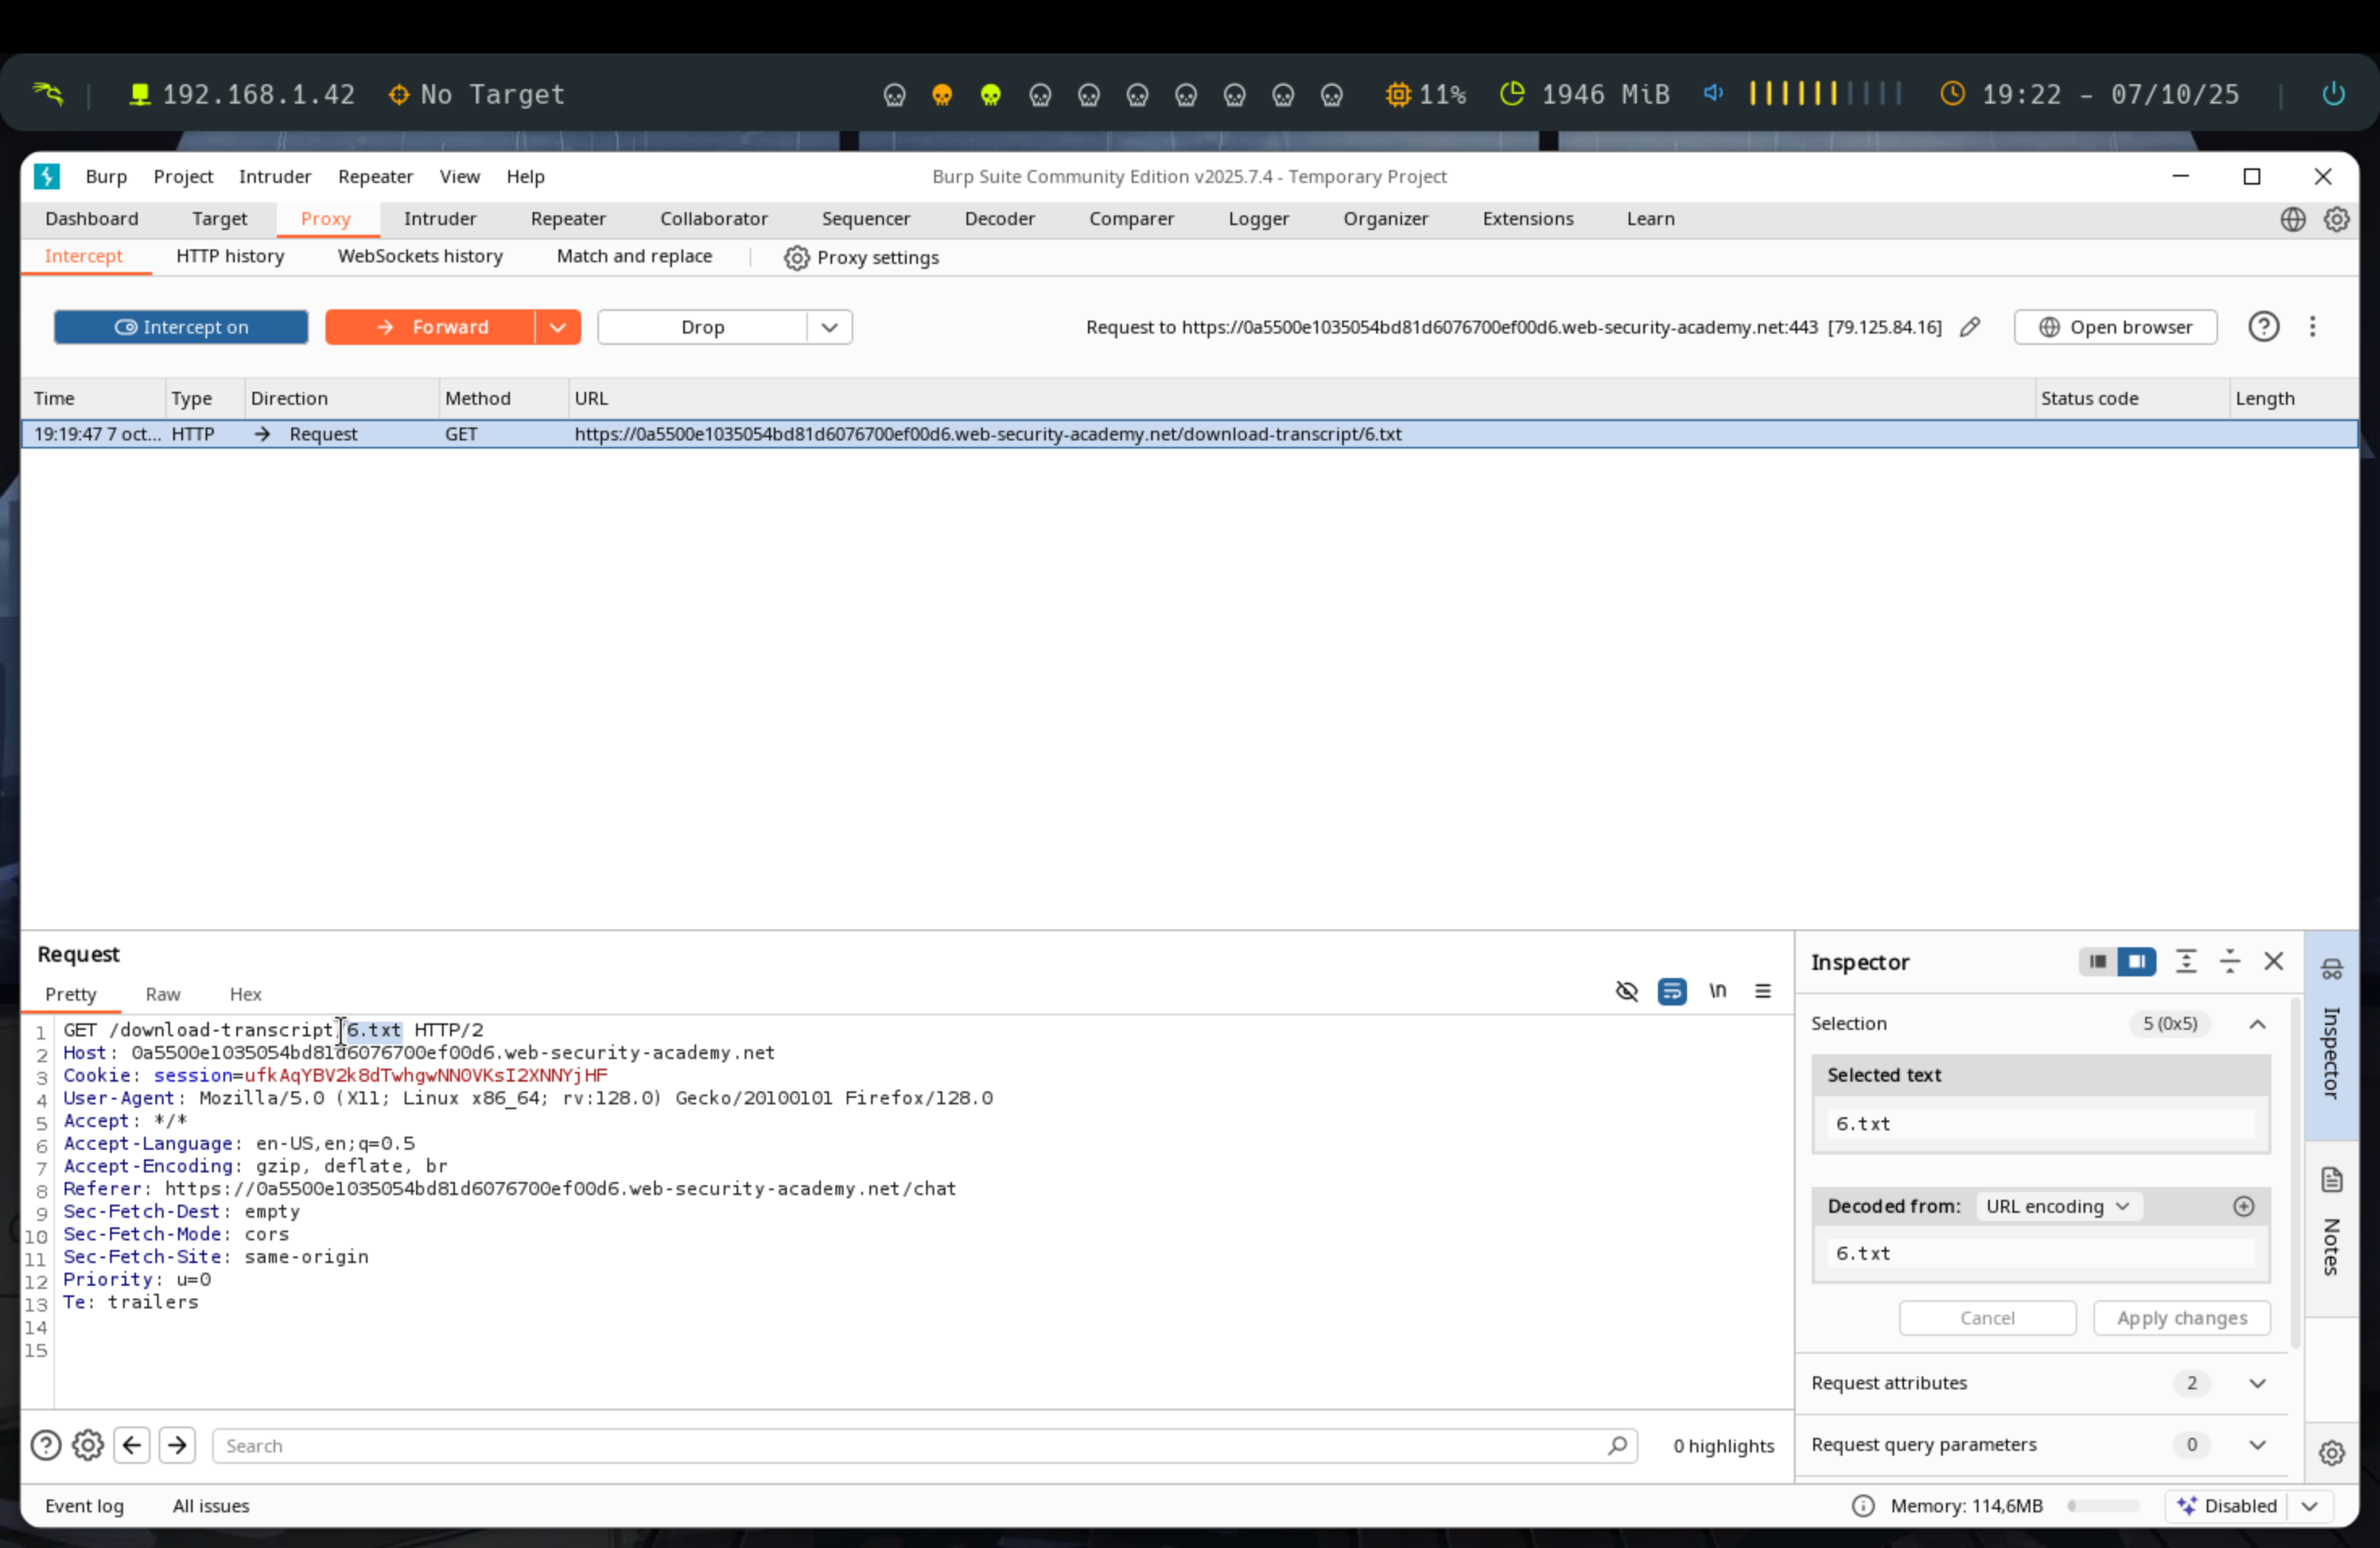 192.168.1.42 No Target 11% 1946 MiB 19:22 - 07/10/25
Burp Project Intruder Repeater View Help Burp Suite Community Edition v2025.7.4 - Temporary Project
Dashboard Target Proxy Intruder Repeater Collaborator Sequencer Decoder Comparer Logger Organizer Extensions Learn
Intercept HTTP history WebSockets history Match and replace Proxy settings
Intercept on Forward Drop Request to https://0a5500e1035054bd81d6076700ef00d6.web-security-academy.net:443 [79.125.84.16] Open browser
Time Type Direction Method URL Status code Length
19:19:47 7 oct... HTTP Request GET https://0a5500e1035054bd81d6076700ef00d6.web-security-academy.net/download-transcript/6.txt
Request
Pretty Raw Hex \n
1 GET /download-transcript/6.txt HTTP/2
2 Host: 0a5500e1035054bd81d6076700ef00d6.web-security-academy.net
3 Cookie: session=ufkAqYBV2k8dTwhgwNN0VKsI2XNNYjHF
4 User-Agent: Mozilla/5.0 (X11; Linux x86_64; rv:128.0) Gecko/20100101 Firefox/128.0
5 Accept: */*
6 Accept-Language: en-US,en;q=0.5
7 Accept-Encoding: gzip, deflate, br
8 Referer: https://0a5500e1035054bd81d6076700ef00d6.web-security-academy.net/chat
9 Sec-Fetch-Dest: empty
10 Sec-Fetch-Mode: cors
11 Sec-Fetch-Site: same-origin
12 Priority: u=0
13 Te: trailers
14
15
Search 0 highlights
Inspector
Selection 5 (0x5)
Selected text
6.txt
Decoded from: URL encoding
6.txt
Cancel Apply changes
Request attributes 2
Request query parameters 0
Inspector
Notes
Event log All issues Memory: 114,6MB Disabled